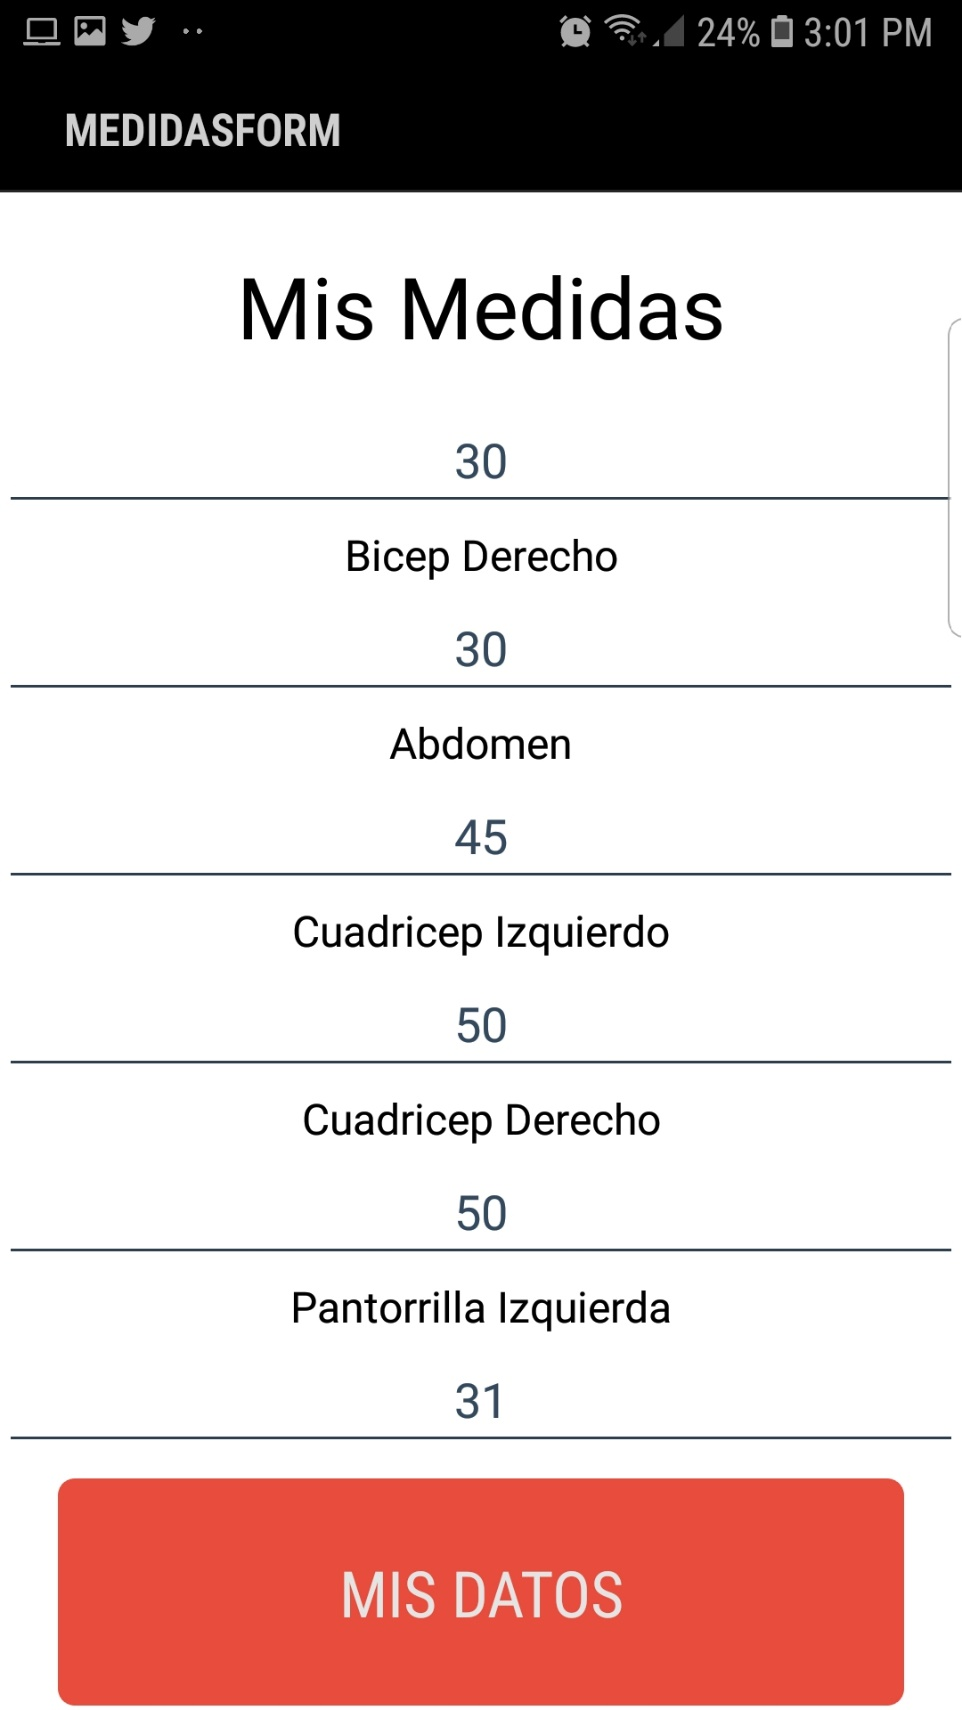 24% 3:01 PM
MEDIDASFORM
Mis Medidas
30
Bicep Derecho
30
Abdomen
45
Cuadricep Izquierdo
50
Cuadricep Derecho
50
Pantorrilla Izquierda
31
MIS DATOS